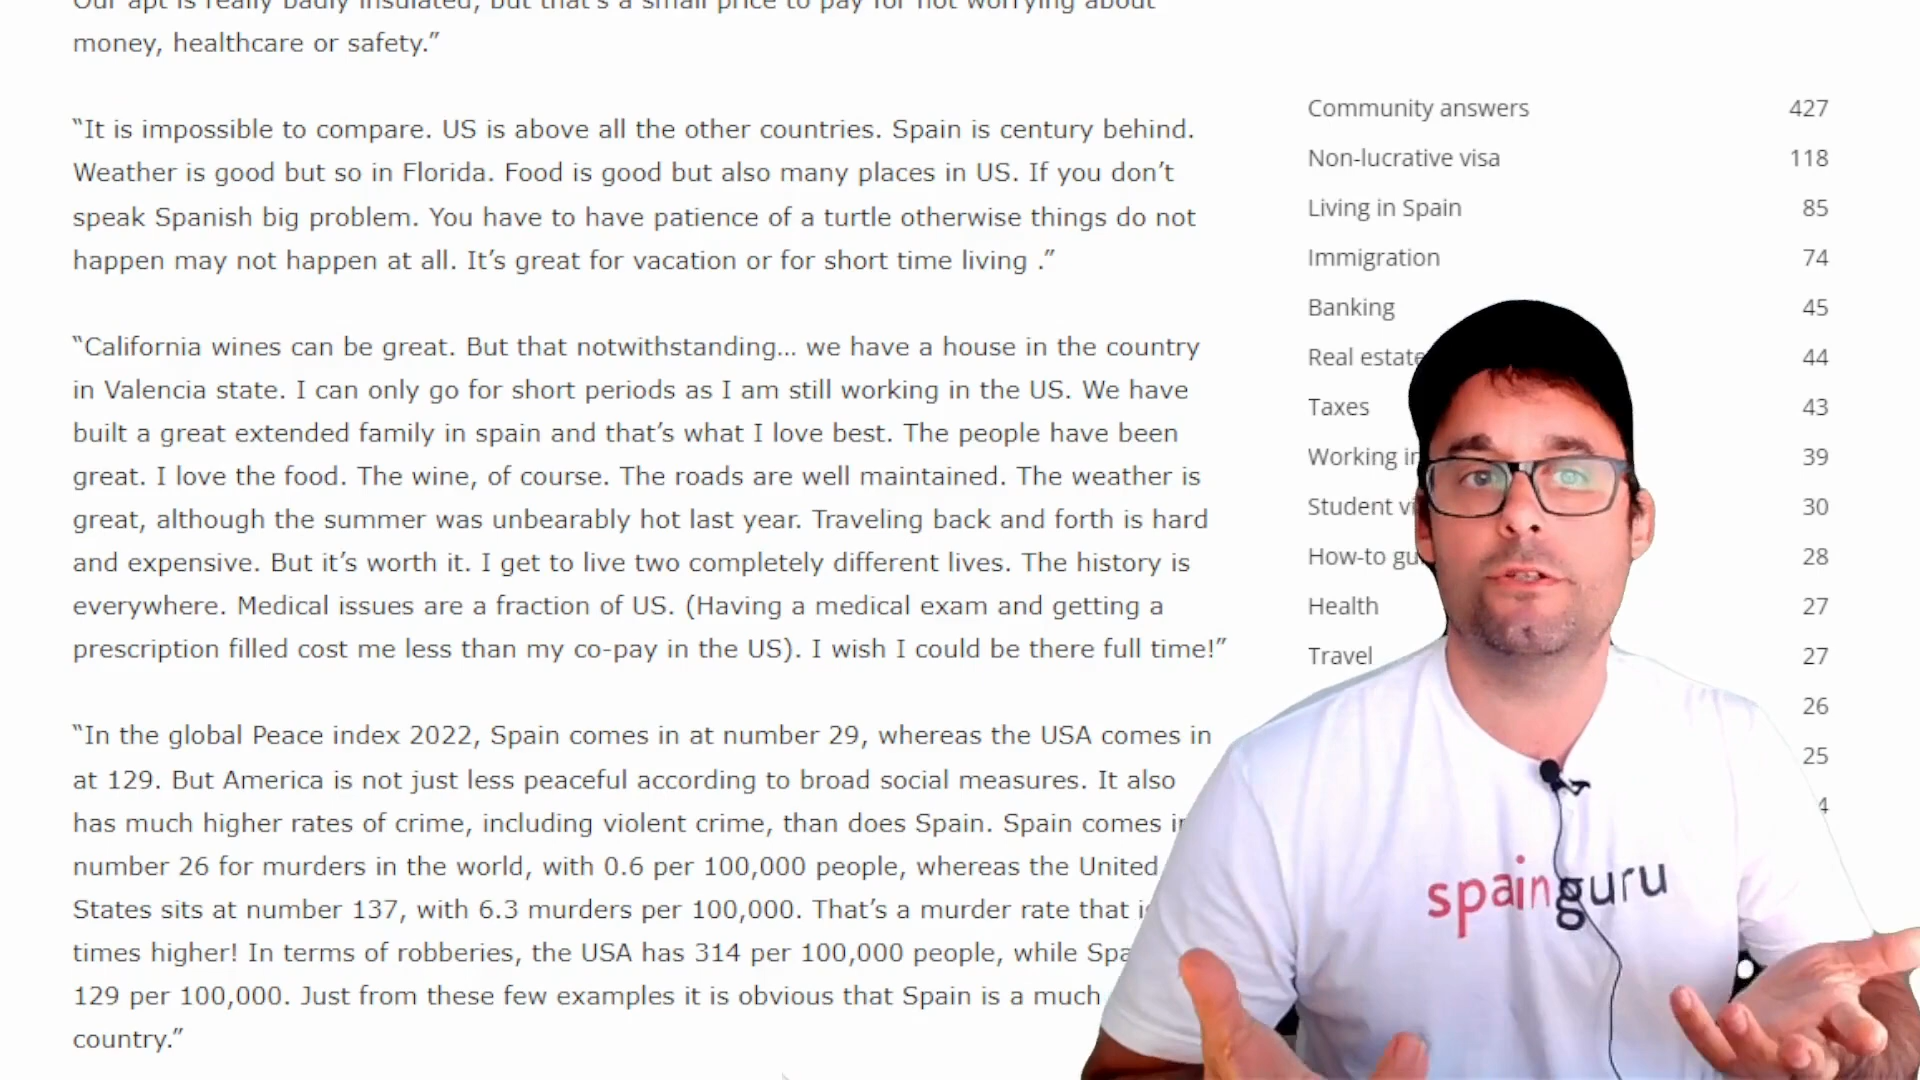 Our apt is really badly insulated, but that's a small price to pay for not worrying about
money, healthcare or safety.”
“It is impossible to compare. US is above all the other countries. Spain is century behind.
Weather is good but so in Florida. Food is good but also many places in US. If you don’t
speak Spanish big problem. You have to have patience of a turtle otherwise things do not
happen may not happen at all. It’s great for vacation or for short time living .”
“California wines can be great. But that notwithstanding… we have a house in the country
in Valencia state. I can only go for short periods as I am still working in the US. We have
built a great extended family in spain and that’s what I love best. The people have been
great. I love the food. The wine, of course. The roads are well maintained. The weather is
great, although the summer was unbearably hot last year. Traveling back and forth is hard
and expensive. But it’s worth it. I get to live two completely different lives. The history is
everywhere. Medical issues are a fraction of US. (Having a medical exam and getting a
prescription filled cost me less than my co-pay in the US). I wish I could be there full time!”
“In the global Peace index 2022, Spain comes in at number 29, whereas the USA comes in
at 129. But America is not just less peaceful according to broad social measures. It also
has much higher rates of crime, including violent crime, than does Spain. Spain comes
number 26 for murders in the world, with 0.6 per 100,000 people, whereas the United
States sits at number 137, with 6.3 murders per 100,000. That’s a murder rate that
times higher! In terms of robberies, the USA has 314 per 100,000 people, while
129 per 100,000. Just from these few examples it is obvious that Spain is a much
country.”
Community answers 427
Non-lucrative visa 118
Living in Spain 85
Immigration 74
Banking 45
Real estate 44
Taxes 43
Working 39
Student 30
How-to 28
Health 27
Travel 27
26
25
4
spainguru